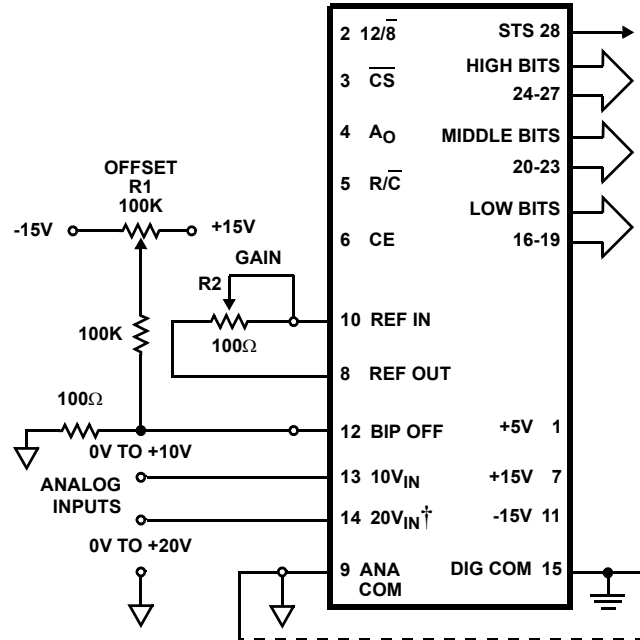 2 12/8̅
STS 28
HIGH BITS
24-27
3 C̅S̅
4 AO
MIDDLE BITS
20-23
5 R/C̅
LOW BITS
16-19
6 CE
OFFSET
R1
100K
-15V
+15V
GAIN
R2
100Ω
10 REF IN
100K
8 REF OUT
100Ω
12 BIP OFF
+5V 1
0V TO +10V
13 10VIN
+15V 7
ANALOG
INPUTS
14 20VIN†
-15V 11
0V TO +20V
9 ANA
COM
DIG COM 15